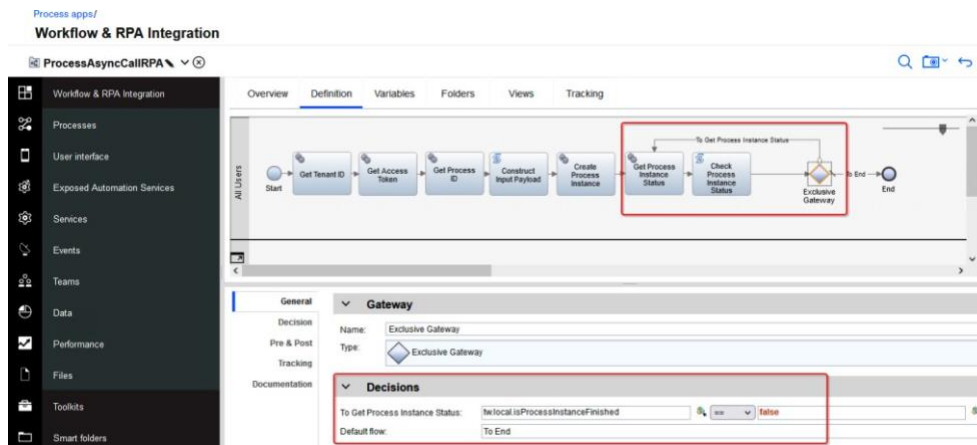 Process apps/
Workflow & RPA Integration
ProcessAsyncCallRPA
Workflow & RPA Integration
Processes
User interface
Exposed Automation Services
Services
Events
Teams
Data
Performance
Files
Toolkits
Smart folders
Overview Definition Variables Folders Views Tracking
All Users
Start
Get Tenant ID
Get Access
Token
Get Process
ID
Construct
Input Payload
Create
Process
Instance
To Get Process Instance Status
Get Process
Instance
Status
Check
Process
Instance
Status
Exclusive
Gateway
To End
End
General
Decision
Pre & Post
Tracking
Documentation
Gateway
Name: Exclusive Gateway
Type: Exclusive Gateway
Decisions
To Get Process Instance Status: tw.local.isProcessInstanceFinished == false
Default flow: To End